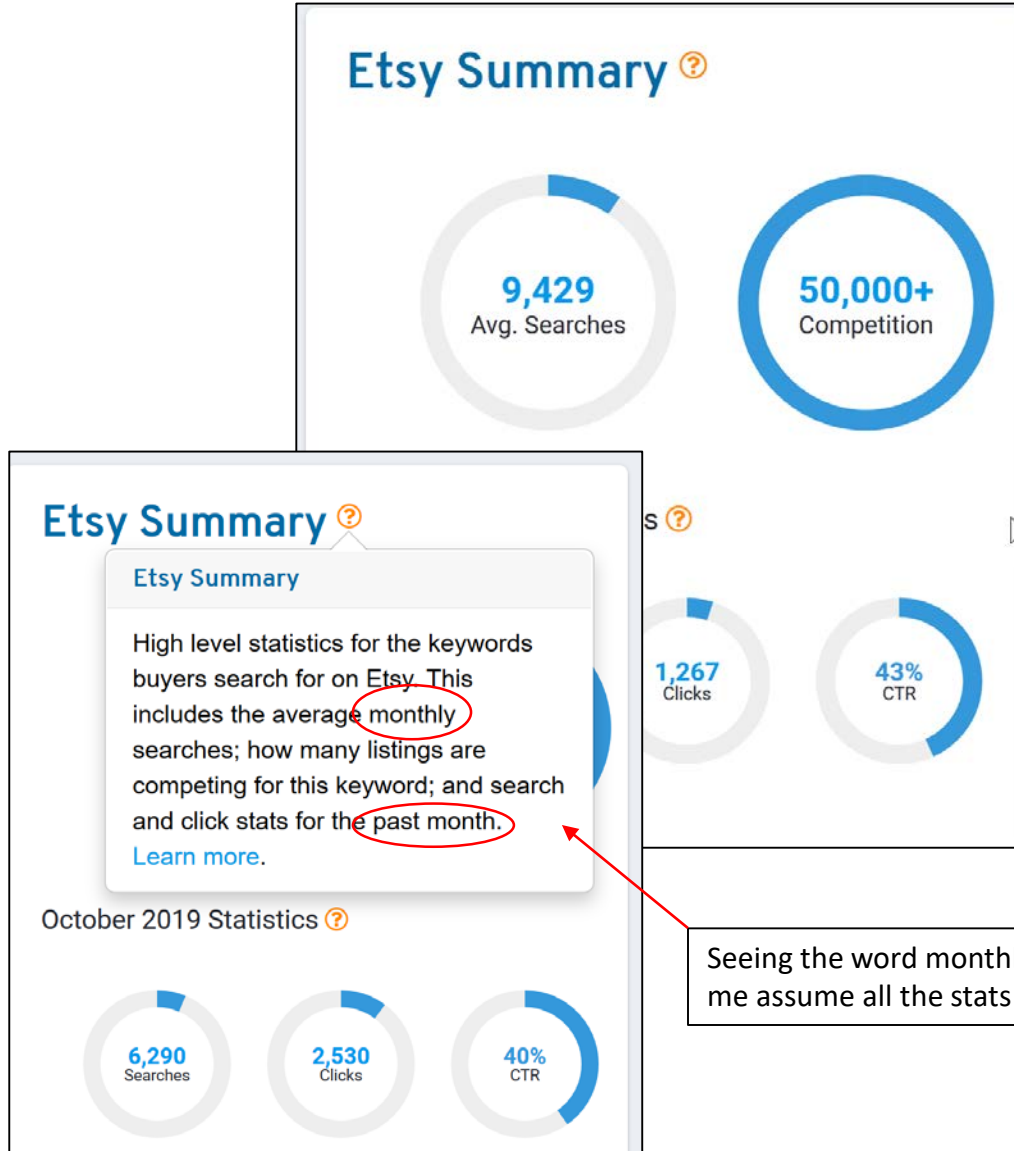 Etsy Summary ?
9,429
Avg. Searches
50,000+
Competition
s ?
1,267
Clicks
43%
CTR
Etsy Summary ?
Etsy Summary
High level statistics for the keywords
buyers search for on Etsy. This
includes the average monthly
searches; how many listings are
competing for this keyword; and search
and click stats for the past month.
Learn more.
October 2019 Statistics ?
6,290
Searches
2,530
Clicks
40%
CTR
Seeing the word month
me assume all the stats